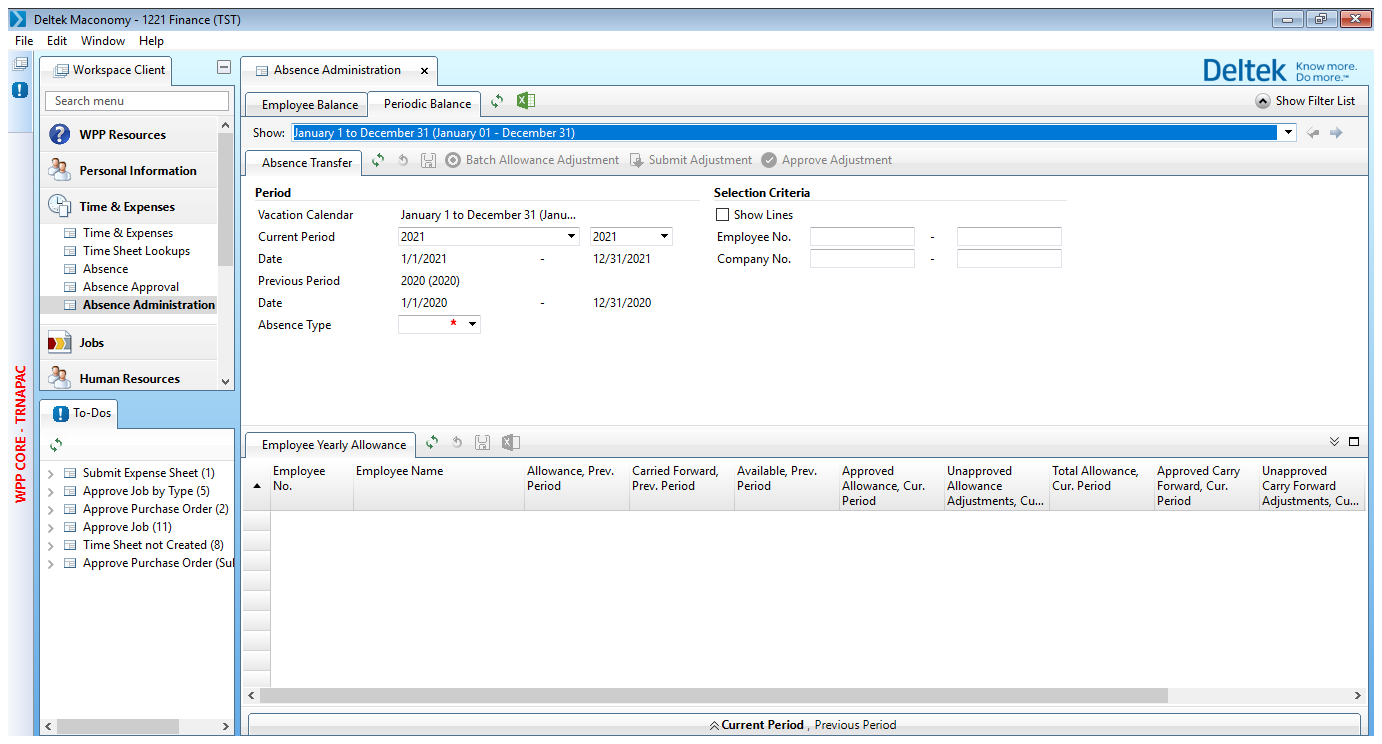 Deltek Maconomy - 1221 Finance (TST)
File Edit Window Help
Workspace Client
Absence Administration x
Deltek Know more. Do more.™
Search menu
Employee Balance Periodic Balance
Show Filter List
WPP Resources
Show: January 1 to December 31 (January 01 - December 31)
Personal Information
Absence Transfer Batch Allowance Adjustment Submit Adjustment Approve Adjustment
Time & Expenses
Time & Expenses
Time Sheet Lookups
Absence
Absence Approval
Absence Administration
Jobs
Human Resources
Period
Vacation Calendar January 1 to December 31 (Janu...
Current Period 2021 2021
Date 1/1/2021 - 12/31/2021
Previous Period 2020 (2020)
Date 1/1/2020 - 12/31/2020
Absence Type *
Selection Criteria
Show Lines
Employee No. -
Company No. -
WPP CORE - TRNAPAC
To-Dos
Submit Expense Sheet (1)
Approve Job by Type (5)
Approve Purchase Order (2)
Approve Job (11)
Time Sheet not Created (8)
Approve Purchase Order (Sul
Employee Yearly Allowance
Employee No.
Employee Name
Allowance, Prev. Period
Carried Forward, Prev. Period
Available, Prev. Period
Approved Allowance, Cur. Period
Unapproved Allowance Adjustments, Cu...
Total Allowance, Cur. Period
Approved Carry Forward, Cur. Period
Unapproved Carry Forward Adjustments, Cu...
Current Period , Previous Period